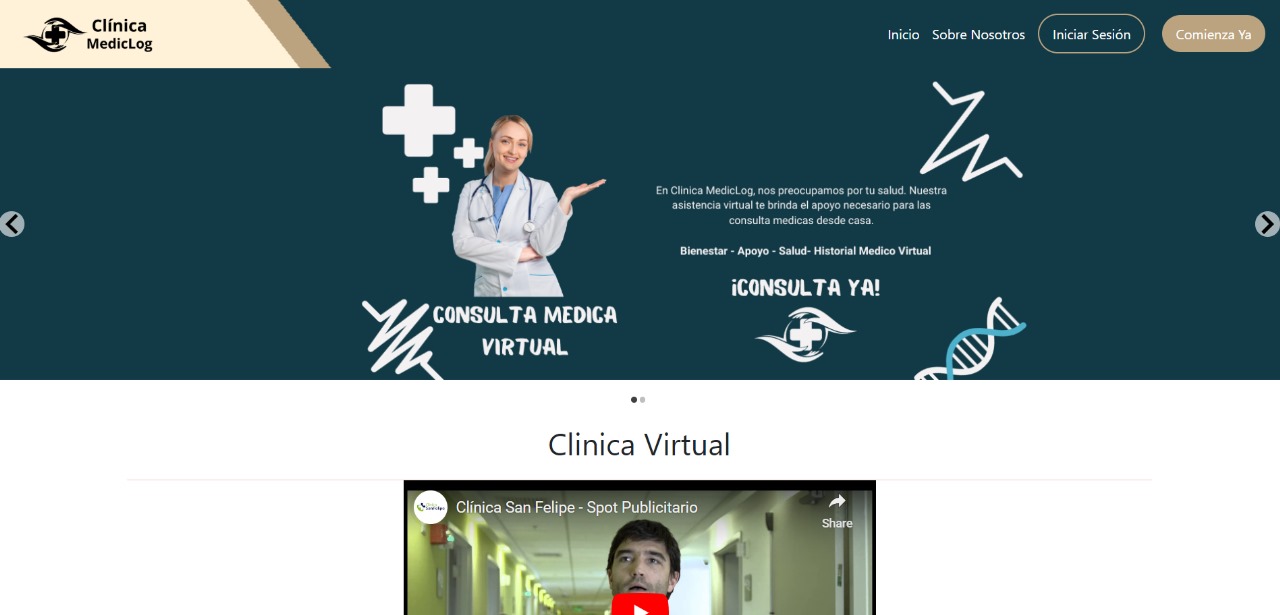 Clínica
MedicLog
Inicio
Sobre Nosotros
Iniciar Sesión
Comienza Ya
En Clinica MedicLog, nos preocupamos por tu salud. Nuestra
asistencia virtual te brinda el apoyo necesario para las
consulta medicas desde casa.
Bienestar - Apoyo - Salud- Historial Medico Virtual
¡CONSULTA YA!
CONSULTA MEDICA
VIRTUAL
Clinica Virtual
Clínica San Felipe - Spot Publicitario
Share